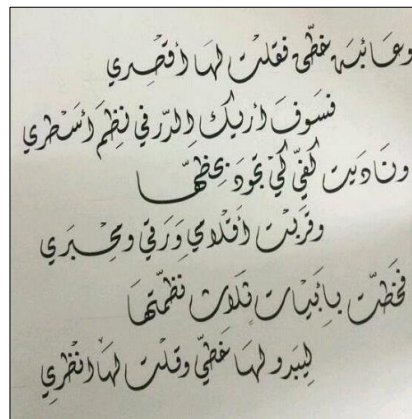 وعائبة خطي فقلت لها أقصري
فسوف أريك الدر في نظم أسطري
وناديت كفي كي تجود بخطها
وقربت أقلامي ورقي ومحبري
فخطت بأبيات ثلاث نظمتها
ليبدو لها خطي وقلت لها انظري